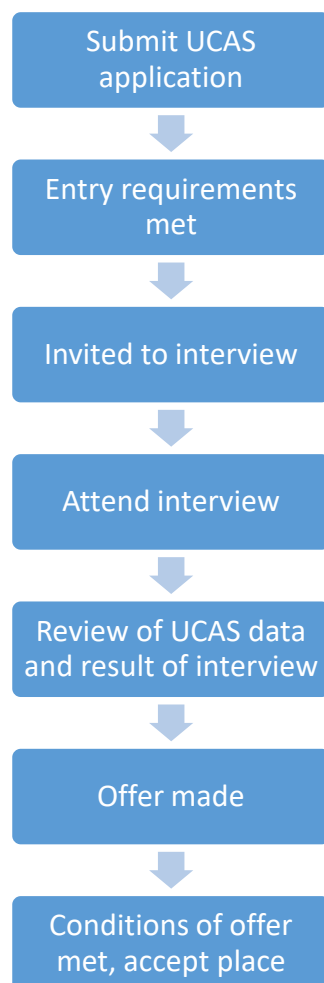 Submit UCAS
application
Entry requirements
met
Invited to interview
Attend interview
Review of UCAS data
and result of interview
Offer made
Conditions of offer
met, accept place